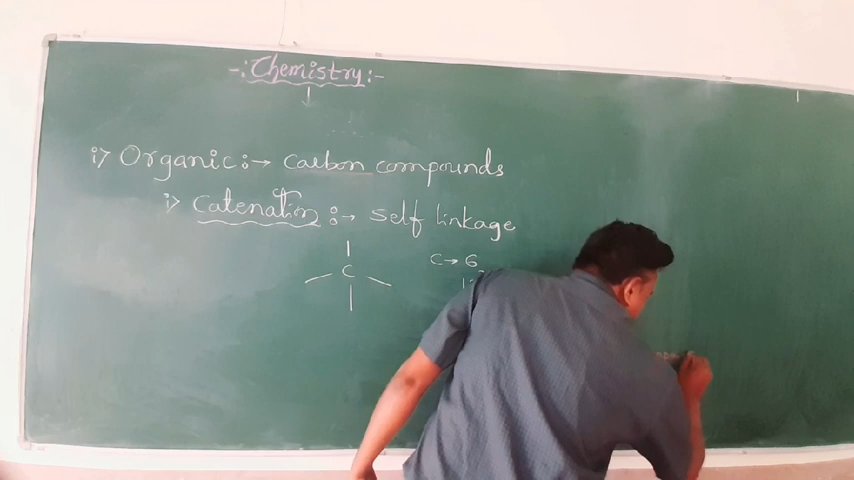 -:Chemistry:-
i> Organic:→ carbon compounds
i> Catenation:→ self linkage
C
C→6